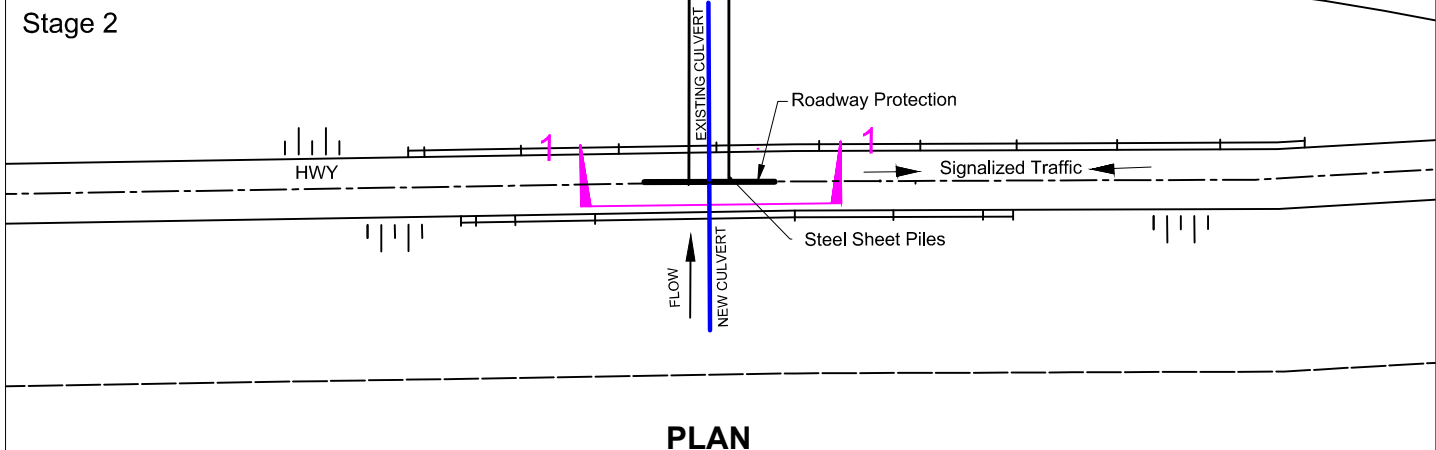 Stage 2
EXISTING CULVERT
Roadway Protection
1
1
HWY
Signalized Traffic
Steel Sheet Piles
FLOW
NEW CULVERT
PLAN